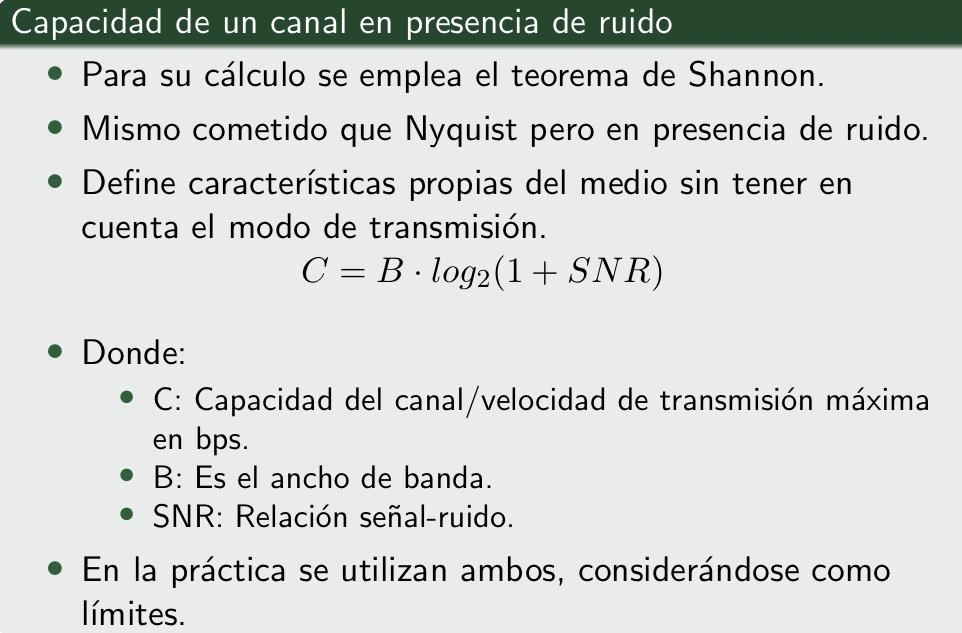 Capacidad de un canal en presencia de ruido
• Para su cálculo se emplea el teorema de Shannon.
• Mismo cometido que Nyquist pero en presencia de ruido.
• Define características propias del medio sin tener en
cuenta el modo de transmisión.
C = B · log₂(1 + SNR)
• Donde:
• C: Capacidad del canal/velocidad de transmisión máxima
en bps.
• B: Es el ancho de banda.
• SNR: Relación señal-ruido.
• En la práctica se utilizan ambos, considerándose como
límites.